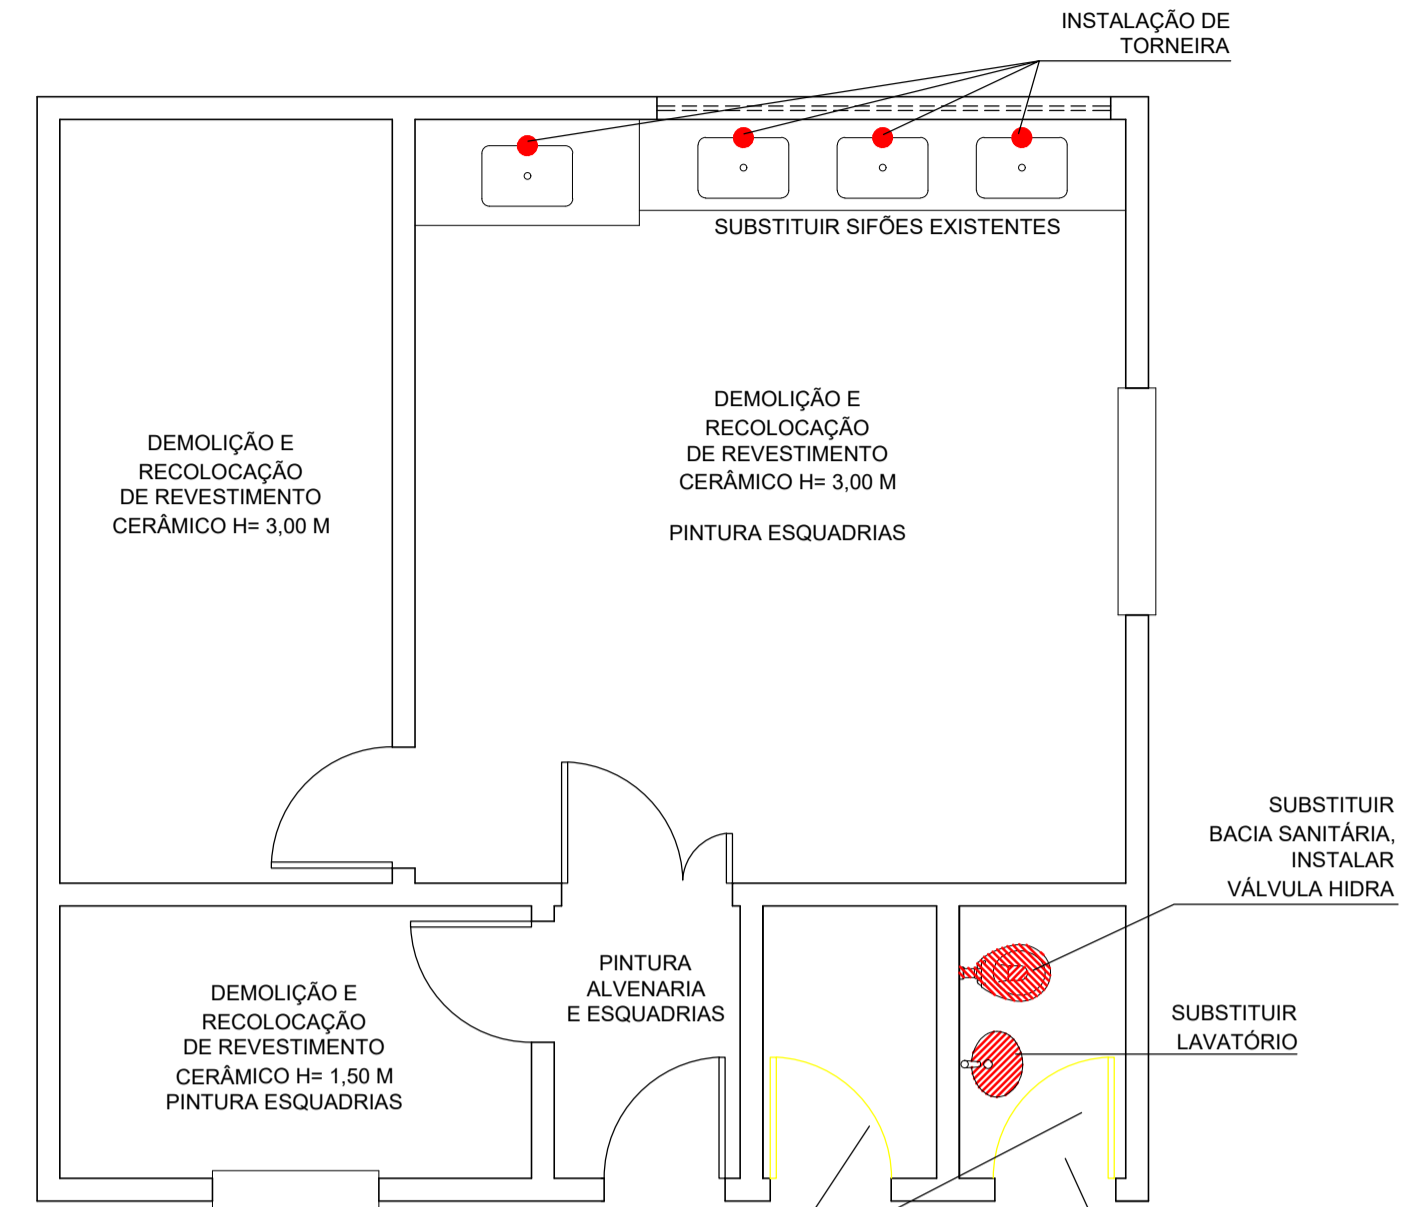 INSTALAÇÃO DE
TORNEIRA
SUBSTITUIR SIFÕES EXISTENTES
DEMOLIÇÃO E
RECOLOCAÇÃO
DE REVESTIMENTO
CERÂMICO H= 3,00 M
DEMOLIÇÃO E
RECOLOCAÇÃO
DE REVESTIMENTO
CERÂMICO H= 3,00 M
PINTURA ESQUADRIAS
SUBSTITUIR
BACIA SANITÁRIA,
INSTALAR
VÁLVULA HIDRA
PINTURA
ALVENARIA
E ESQUADRIAS
DEMOLIÇÃO E
RECOLOCAÇÃO
DE REVESTIMENTO
CERÂMICO H= 1,50 M
PINTURA ESQUADRIAS
SUBSTITUIR
LAVATÓRIO